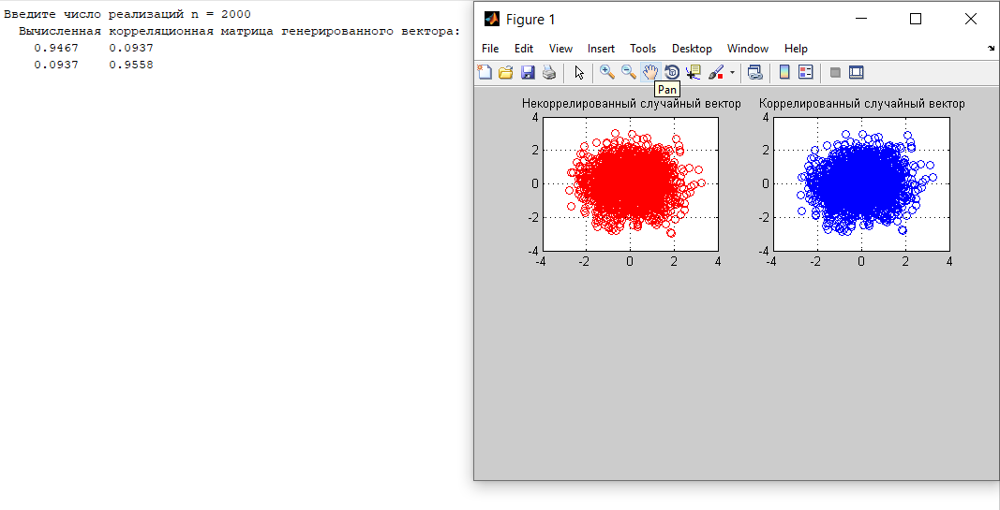 Введите число реализаций n = 2000
Вычисленная корреляционная матрица генерированного вектора:
0.9467 0.0937
0.0937 0.9558
Figure 1
File Edit View Insert Tools Desktop Window Help
Pan
Некоррелированный случайный вектор
4
2
0
-2
-4
-4 -2 0 2 4
Коррелированный случайный вектор
4
2
0
-2
-4
-4 -2 0 2 4